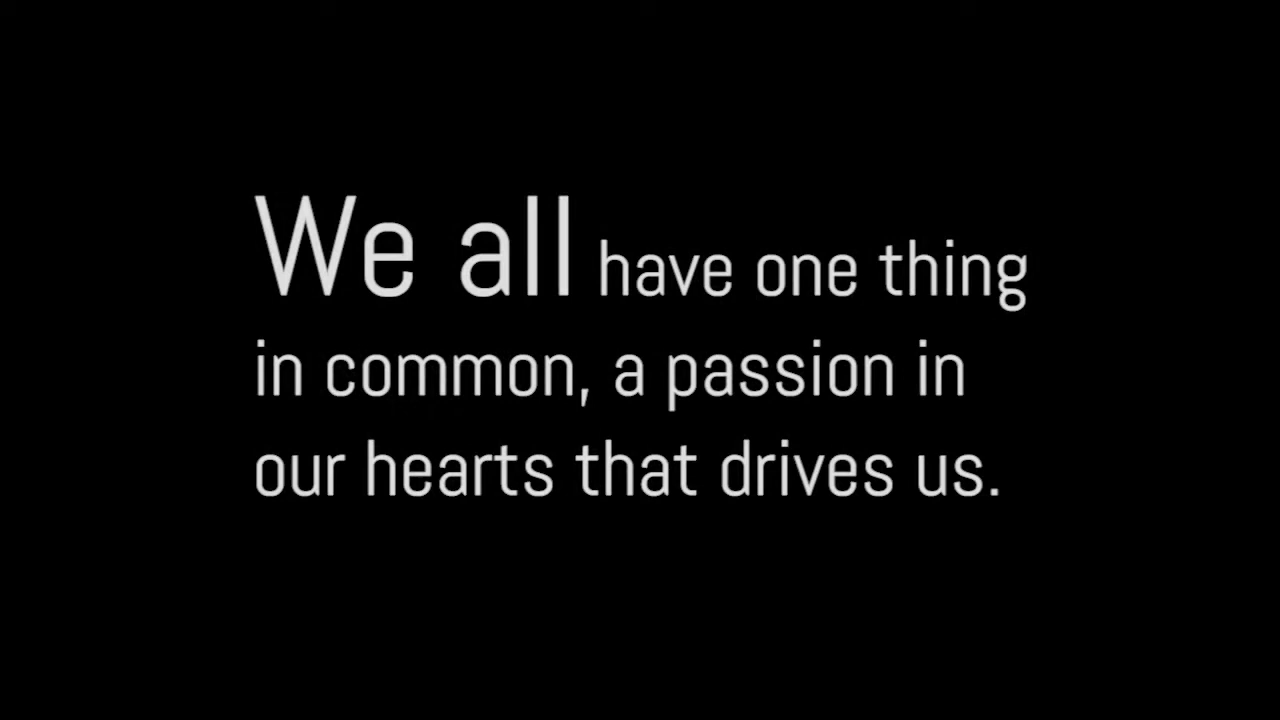 We all have one thing
in common, a passion in
our hearts that drives us.